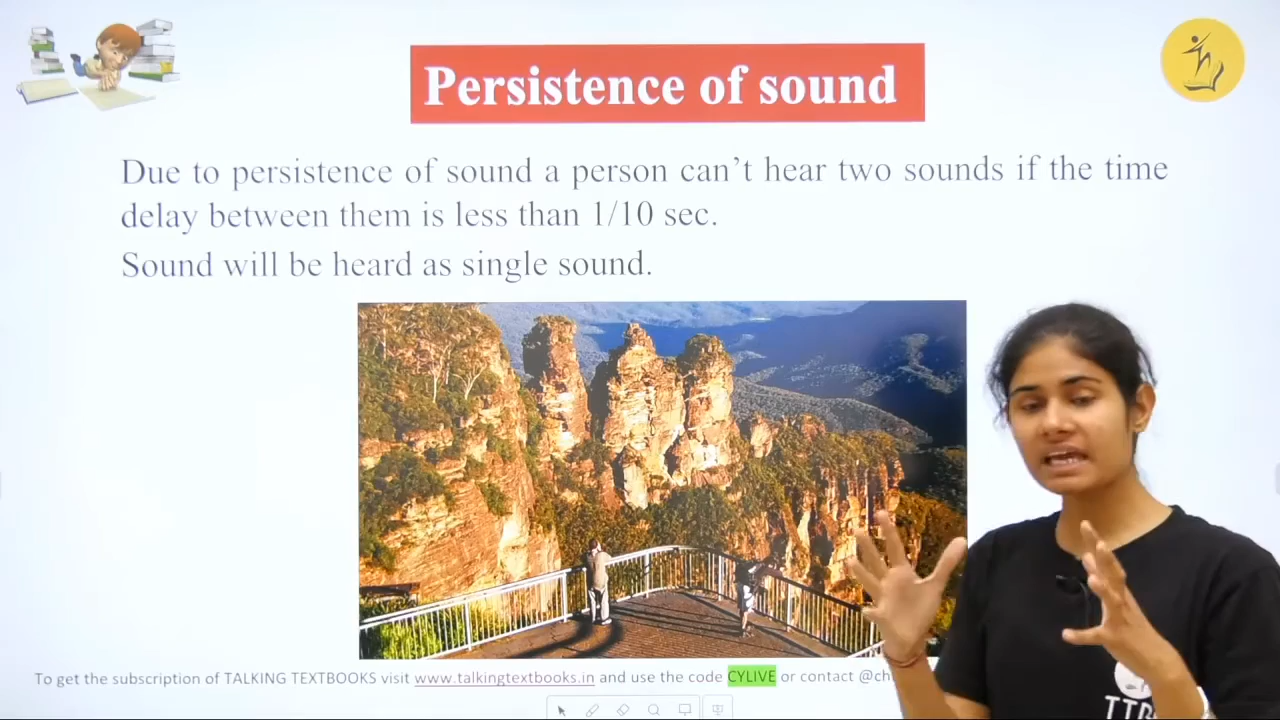 Persistence of sound
Due to persistence of sound a person can’t hear two sounds if the time
delay between them is less than 1/10 sec.
Sound will be heard as single sound.
To get the subscription of TALKING TEXTBOOKS visit www.talkingtextbooks.in and use the code CYLIVE or contact